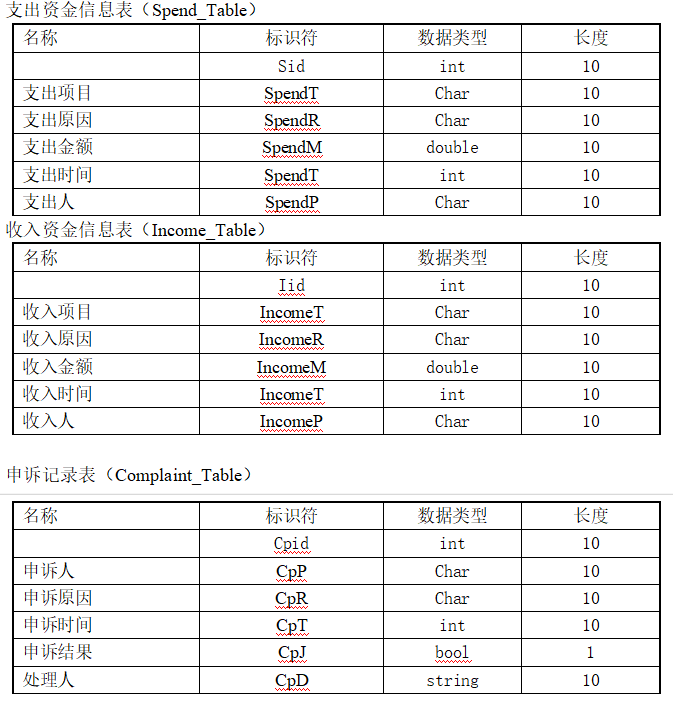 支出资金信息表（Spend_Table）
名称 标识符 数据类型 长度
Sid int 10
支出项目 SpendT Char 10
支出原因 SpendR Char 10
支出金额 SpendM double 10
支出时间 SpendT int 10
支出人 SpendP Char 10
收入资金信息表（Income_Table）
名称 标识符 数据类型 长度
Iid int 10
收入项目 IncomeT Char 10
收入原因 IncomeR Char 10
收入金额 IncomeM double 10
收入时间 IncomeT int 10
收入人 IncomeP Char 10
申诉记录表（Complaint_Table）
名称 标识符 数据类型 长度
Cpid int 10
申诉人 CpP Char 10
申诉原因 CpR Char 10
申诉时间 CpT int 10
申诉结果 CpJ bool 1
处理人 CpD string 10